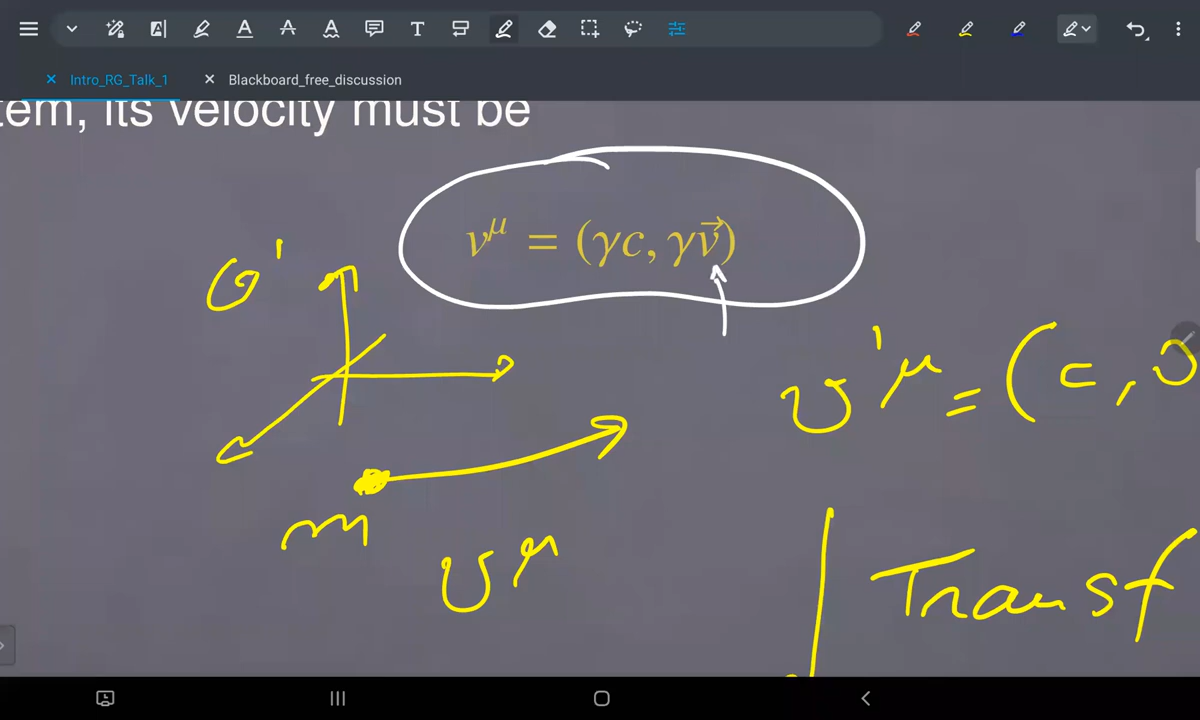 Intro_RG_Talk_1
Blackboard_free_discussion
tem, its velocity must be
v^μ = (γc, γv⃗)
O'
v'^μ = (c, 0
m
v^μ
Transf